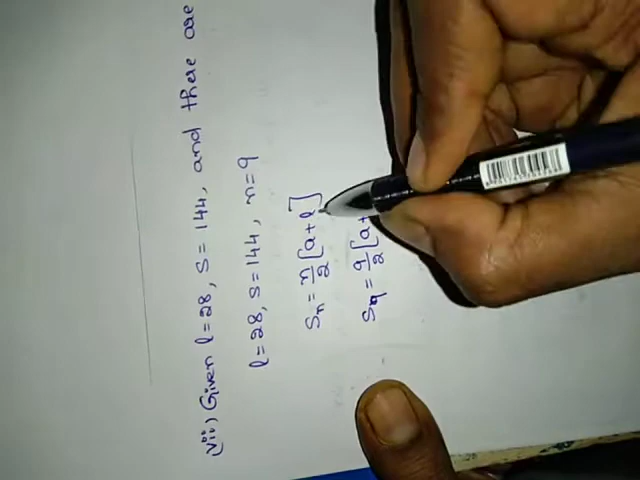 (vii) Given l=28, S=144, and there are
l=28, S=144, n=9
Sn = n/2 [a+l]
S9 = 9/2 [a+